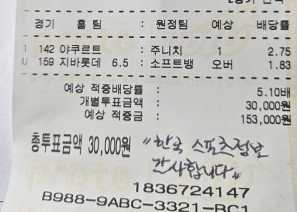 경기 홈 팀 : 원정팀 예상 배당률
1 142 야쿠르트 : 주니치 1 2.75
U 159 지바롯데 6.5 : 소프트뱅 오버 1.83
예상 적중배당률 5.10배
개별투표금액 30,000원
예상 적중금 153,000원
총투표금액 30,000원
"한국 스포츠정보
감사합니다"
1836724147
B988-9ABC-3321-BC1